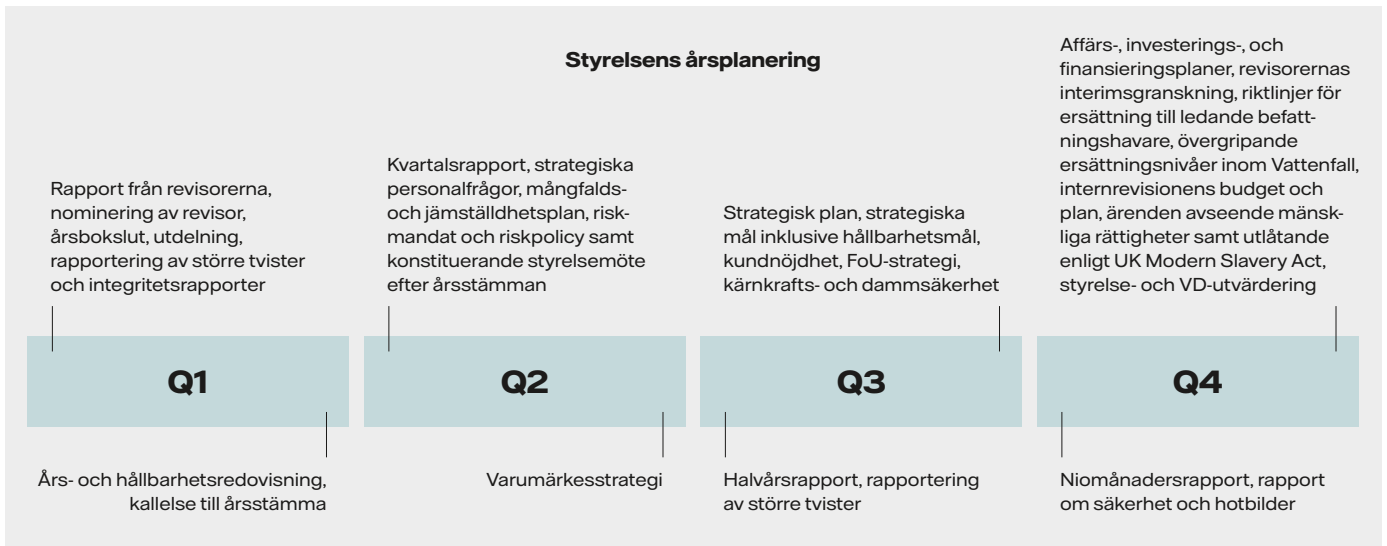 Styrelsens årsplanering
Rapport från revisorerna,
nominering av revisor,
årsbokslut, utdelning,
rapportering av större tvister
och integritetsrapporter
Kvartalsrapport, strategiska
personalfrågor, mångfalds-
och jämställdhetsplan, risk-
mandat och riskpolicy samt
konstituerande styrelsemöte
efter årsstämman
Strategisk plan, strategiska
mål inklusive hållbarhetsmål,
kundnöjdhet, FoU-strategi,
kärnkrafts- och dammsäkerhet
Affärs-, investerings-, och
finansieringsplaner, revisorernas
interimsgranskning, riktlinjer för
ersättning till ledande befatt-
ningshavare, övergripande
ersättningsnivåer inom Vattenfall,
internrevisionens budget och
plan, ärenden avseende mänsk-
liga rättigheter samt utlåtande
enligt UK Modern Slavery Act,
styrelse- och VD-utvärdering
Q1
Q2
Q3
Q4
Års- och hållbarhetsredovisning,
kallelse till årsstämma
Varumärkesstrategi
Halvårsrapport, rapportering
av större tvister
Niomånadersrapport, rapport
om säkerhet och hotbilder